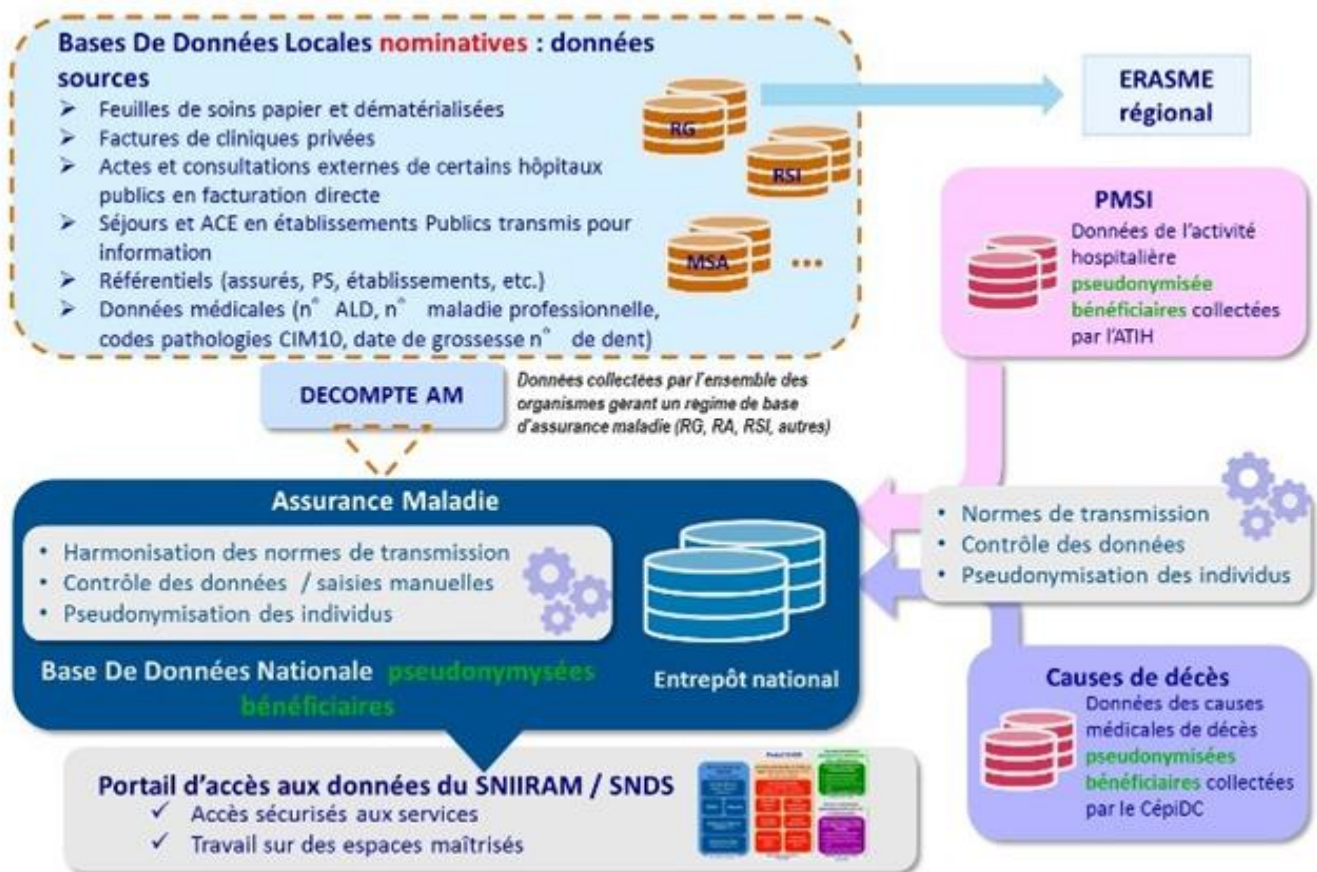 Bases De Données Locales nominatives : données
sources
➢ Feuilles de soins papier et dématérialisées
➢ Factures de cliniques privées
➢ Actes et consultations externes de certains hôpitaux
publics en facturation directe
➢ Séjours et ACE en établissements Publics transmis pour
information
➢ Référentiels (assurés, PS, établissements, etc.)
➢ Données médicales (n° ALD, n° maladie professionnelle,
codes pathologies CIM10, date de grossesse n° de dent)
RG
RSI
MSA
...
ERASME
régional
PMSI
Données de l'activité
hospitalière
pseudonymisée
bénéficiaires collectées
par l'ATIH
DECOMPTE AM
Données collectées par l'ensemble des
organismes gérant un regime de base
d'assurance maladie (RG, RA, RSI, autres)
Assurance Maladie
• Harmonisation des normes de transmission
• Contrôle des données / saisies manuelles
• Pseudonymisation des individus
Base De Données Nationale pseudonymysées
bénéficiaires
Entrepôt national
• Normes de transmission
• Contrôle des données
• Pseudonymisation des individus
Causes de décès
Données des causes
médicales de décès
pseudonymisées
bénéficiaires collectées
par le CépiDC
Portail d'accès aux données du SNIIRAM / SNDS
✓ Accès sécurisés aux services
✓ Travail sur des espaces maîtrisés